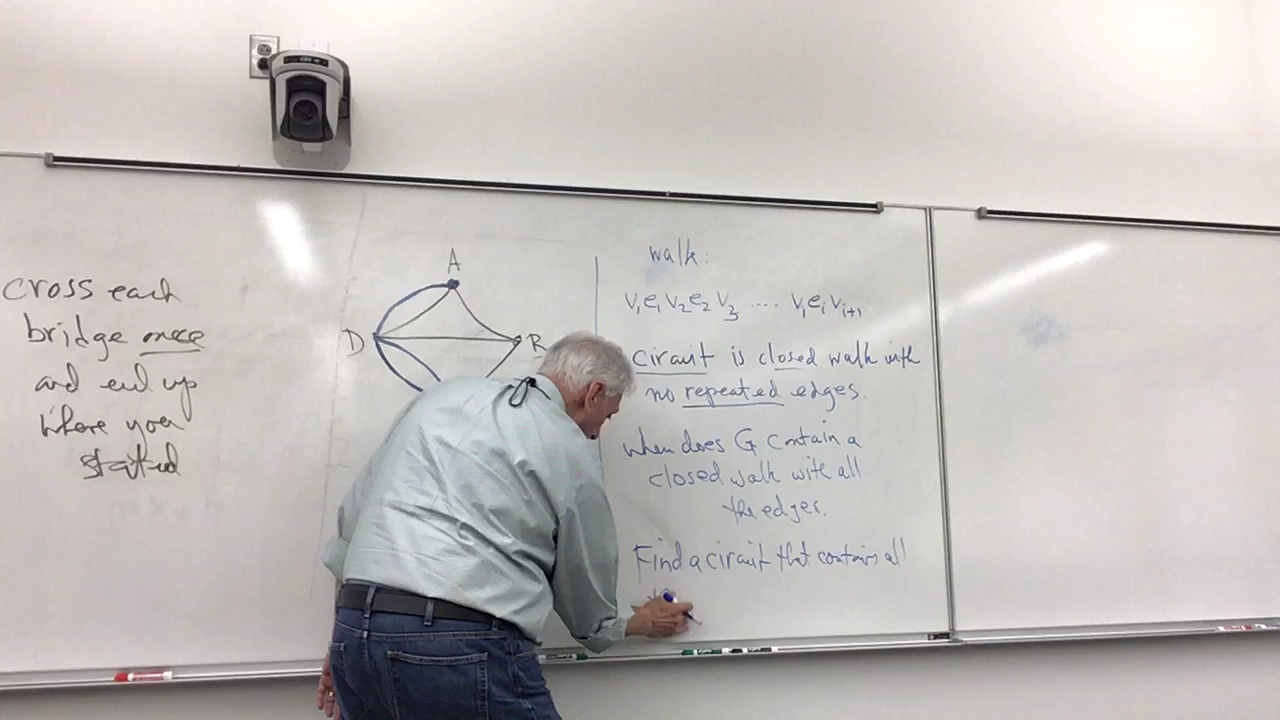 cross each
bridge once
and end up
where you
started
A
D
B
walk:
V₁e₁V₂e₂V₃ .... Vᵢeᵢvᵢ₊₁
circuit is closed walk with
no repeated edges.
When does G contain a
closed walk with all
the edges.
Find a circuit that contains all